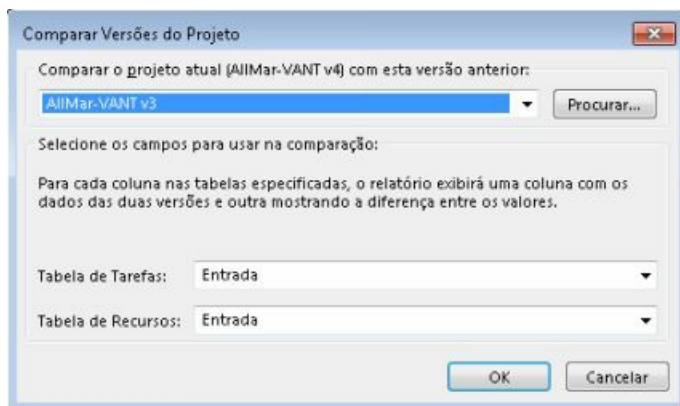 Comparar Versões do Projeto
Comparar o projeto atual (AllMar-VANT v4) com esta versão anterior:
AllMar-VANT v3
Procurar...
Selecione os campos para usar na comparação:
Para cada coluna nas tabelas especificadas, o relatório exibirá uma coluna com os
dados das duas versões e outra mostrando a diferença entre os valores.
Tabela de Tarefas: Entrada
Tabela de Recursos: Entrada
OK Cancelar